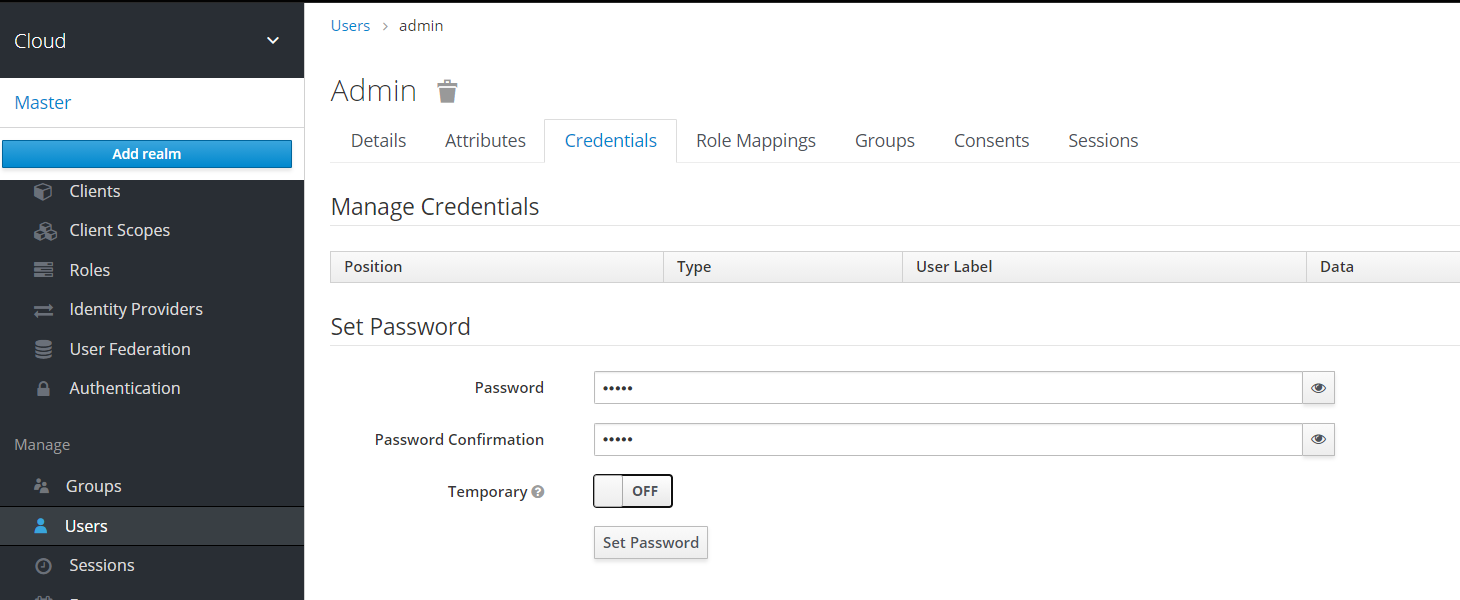 Cloud
Master
Add realm
Clients
Client Scopes
Roles
Identity Providers
User Federation
Authentication
Manage
Groups
Users
Sessions
Users > admin
Admin
Details Attributes Credentials Role Mappings Groups Consents Sessions
Manage Credentials
Position Type User Label Data
Set Password
Password •••••
Password Confirmation •••••
Temporary ? OFF
Set Password